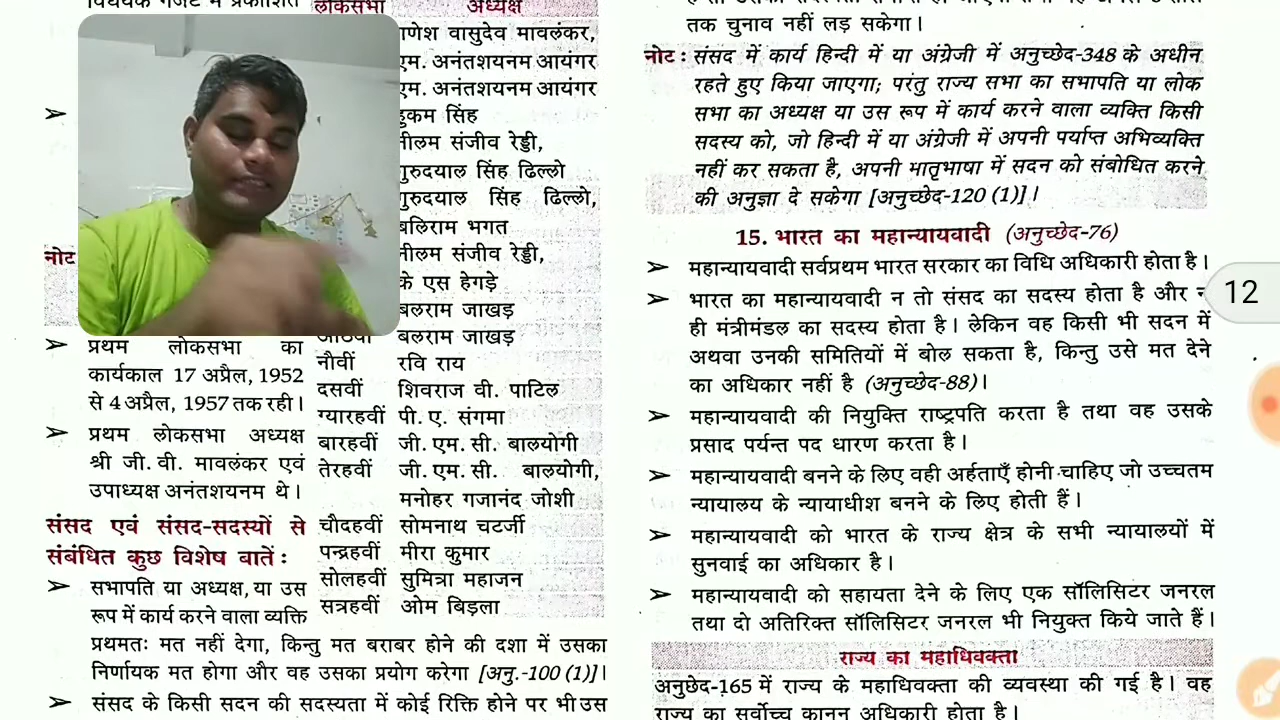 विधेयक गजट में प्रकाशित
नोट
➢ प्रथम लोकसभा का
कार्यकाल 17 अप्रैल, 1952
से 4 अप्रैल, 1957 तक रही।
➢ प्रथम लोकसभा अध्यक्ष
श्री जी. वी. मावलंकर एवं
उपाध्यक्ष अनंतशयनम थे।
संसद एवं संसद-सदस्यों से
संबंधित कुछ विशेष बातें :
➢ सभापति या अध्यक्ष, या उस
रूप में कार्य करने वाला व्यक्ति
लोकसभा अध्यक्ष
गणेश वासुदेव मावलंकर,
एम. अनंतशयनम आयंगर
एम. अनंतशयनम आयंगर
हुकम सिंह
नीलम संजीव रेड्डी,
गुरुदयाल सिंह ढिल्लो
गुरुदयाल सिंह ढिल्लो,
बलिराम भगत
नीलम संजीव रेड्डी,
के एस हेगड़े
बलराम जाखड़
आठवीं बलराम जाखड़
नौवीं रवि राय
दसवीं शिवराज वी. पाटिल
ग्यारहवीं पी. ए. संगमा
बारहवीं जी. एम. सी. बालयोगी
तेरहवीं जी. एम. सी. बालयोगी,
मनोहर गजानंद जोशी
चौदहवीं सोमनाथ चटर्जी
पन्द्रहवीं मीरा कुमार
सोलहवीं सुमित्रा महाजन
सत्रहवीं ओम बिड़ला
प्रथमतः मत नहीं देगा, किन्तु मत बराबर होने की दशा में उसका
निर्णायक मत होगा और वह उसका प्रयोग करेगा [अनु.-100 (1)]।
➢ संसद के किसी सदन की सदस्यता में कोई रिक्ति होने पर भी उस
तक चुनाव नहीं लड़ सकेगा।
नोट : संसद में कार्य हिन्दी में या अंग्रेजी में अनुच्छेद-348 के अधीन
रहते हुए किया जाएगा; परंतु राज्य सभा का सभापति या लोक
सभा का अध्यक्ष या उस रूप में कार्य करने वाला व्यक्ति किसी
सदस्य को, जो हिन्दी में या अंग्रेजी में अपनी पर्याप्त अभिव्यक्ति
नहीं कर सकता है, अपनी मातृभाषा में सदन को संबोधित करने
की अनुज्ञा दे सकेगा [अनुच्छेद-120 (1)]।
15. भारत का महान्यायवादी (अनुच्छेद-76)
➢ महान्यायवादी सर्वप्रथम भारत सरकार का विधि अधिकारी होता है।
➢ भारत का महान्यायवादी न तो संसद का सदस्य होता है और न
ही मंत्रीमंडल का सदस्य होता है। लेकिन वह किसी भी सदन में
अथवा उनकी समितियों में बोल सकता है, किन्तु उसे मत देने
का अधिकार नहीं है (अनुच्छेद-88)।
➢ महान्यायवादी की नियुक्ति राष्ट्रपति करता है तथा वह उसके
प्रसाद पर्यन्त पद धारण करता है।
➢ महान्यायवादी बनने के लिए वही अर्हताएँ होनी चाहिए जो उच्चतम
न्यायालय के न्यायाधीश बनने के लिए होती हैं।
➢ महान्यायवादी को भारत के राज्य क्षेत्र के सभी न्यायालयों में
सुनवाई का अधिकार है।
➢ महान्यायवादी को सहायता देने के लिए एक सॉलिसिटर जनरल
तथा दो अतिरिक्त सॉलिसिटर जनरल भी नियुक्त किये जाते हैं।
राज्य का महाधिवक्ता
अनुछेद-165 में राज्य के महाधिवक्ता की व्यवस्था की गई है। वह
राज्य का सर्वोच्च कानून अधिकारी होता है।
12